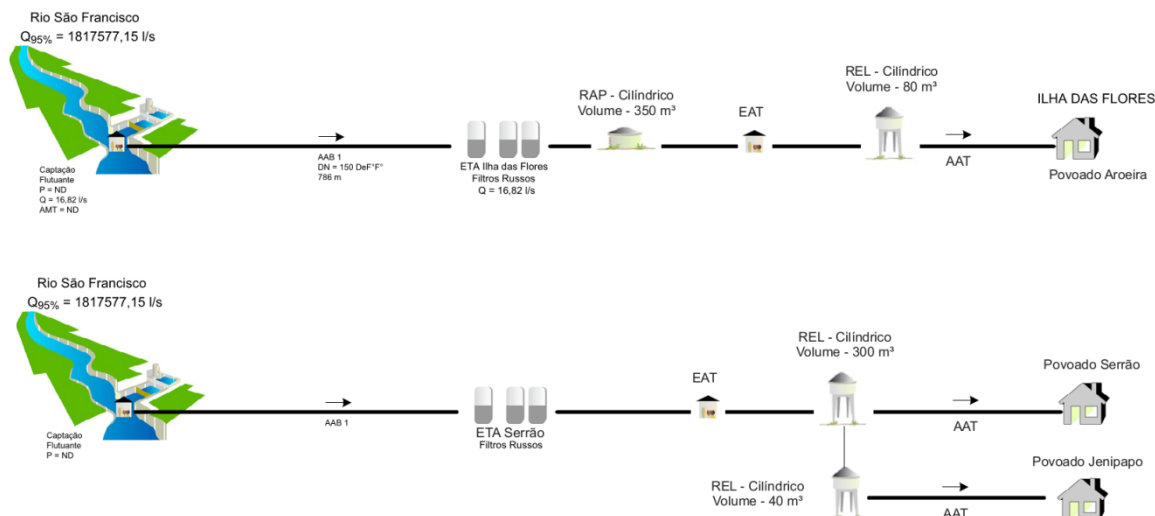 Rio São Francisco
Q95% = 1817577,15 l/s
Captação
Flutuante
P = ND
Q = 16,82 l/s
AMT = ND
AAB 1
DN = 150 DeF°F°
786 m
ETA Ilha das Flores
Filtros Russos
Q = 16,82 l/s
RAP - Cilíndrico
Volume - 350 m³
EAT
REL - Cilíndrico
Volume - 80 m³
AAT
ILHA DAS FLORES
Povoado Aroeira
Rio São Francisco
Q95% = 1817577,15 l/s
Captação
Flutuante
P = ND
AAB 1
ETA Serrão
Filtros Russos
EAT
REL - Cilíndrico
Volume - 300 m³
AAT
Povoado Serrão
REL - Cilíndrico
Volume - 40 m³
AAT
Povoado Jenipapo